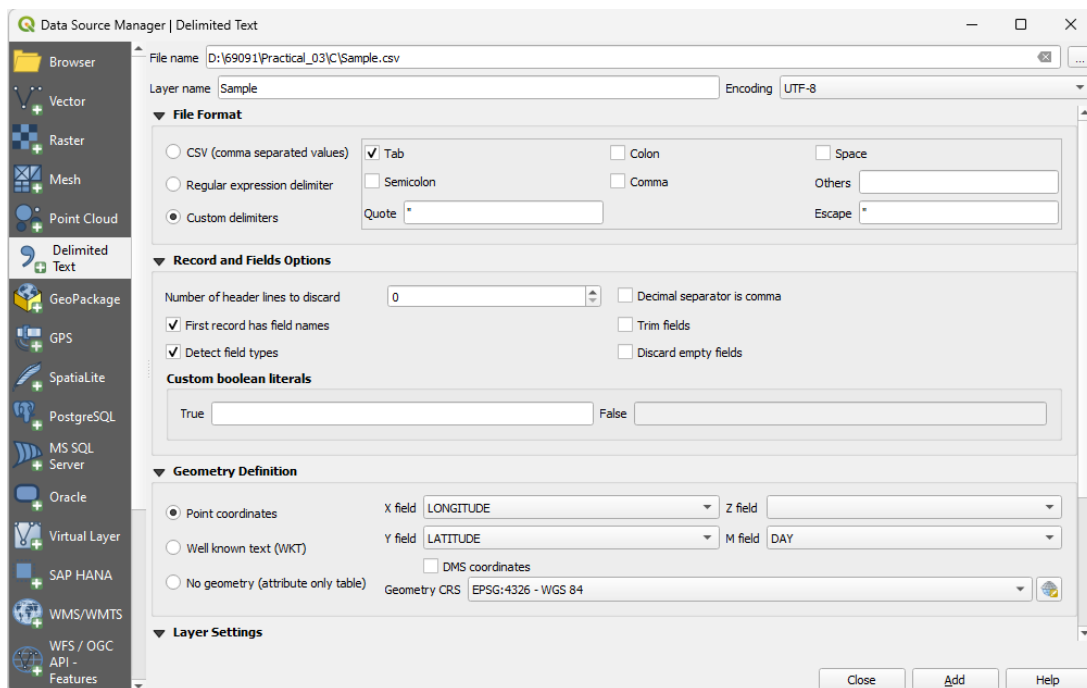 Data Source Manager | Delimited Text
Browser
Vector
Raster
Mesh
Point Cloud
Delimited
Text
GeoPackage
GPS
SpatiaLite
PostgreSQL
MS SQL
Server
Oracle
Virtual Layer
SAP HANA
WMS/WMTS
WFS / OGC
API -
Features
File name D:\69091\Practical_03\C\Sample.csv ...
Layer name Sample Encoding UTF-8
File Format
CSV (comma separated values) Tab Colon Space
Regular expression delimiter Semicolon Comma Others
Custom delimiters Quote " Escape "
Record and Fields Options
Number of header lines to discard 0 Decimal separator is comma
First record has field names Trim fields
Detect field types Discard empty fields
Custom boolean literals
True False
Geometry Definition
Point coordinates X field LONGITUDE Z field
Y field LATITUDE M field DAY
Well known text (WKT)
DMS coordinates
No geometry (attribute only table) Geometry CRS EPSG:4326 - WGS 84
Layer Settings
Close Add Help